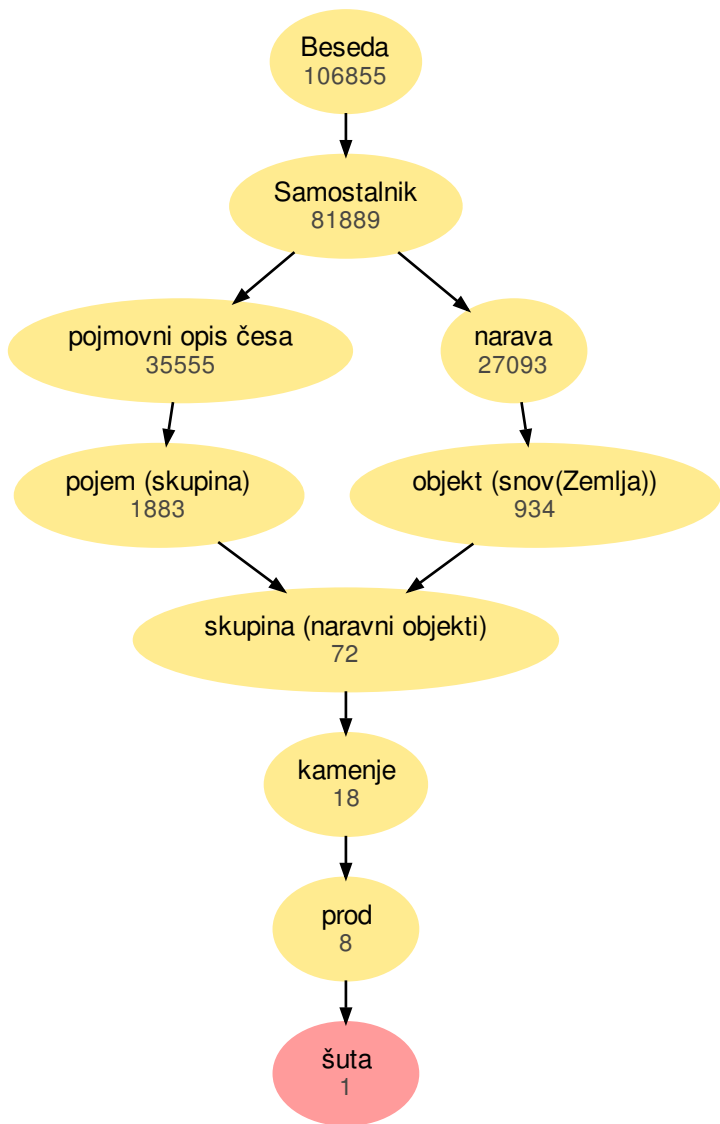 Beseda
106855
Samostalnik
81889
pojmovni opis česa
35555
narava
27093
pojem (skupina)
1883
objekt (snov(Zemlja))
934
skupina (naravni objekti)
72
kamenje
18
prod
8
šuta
1